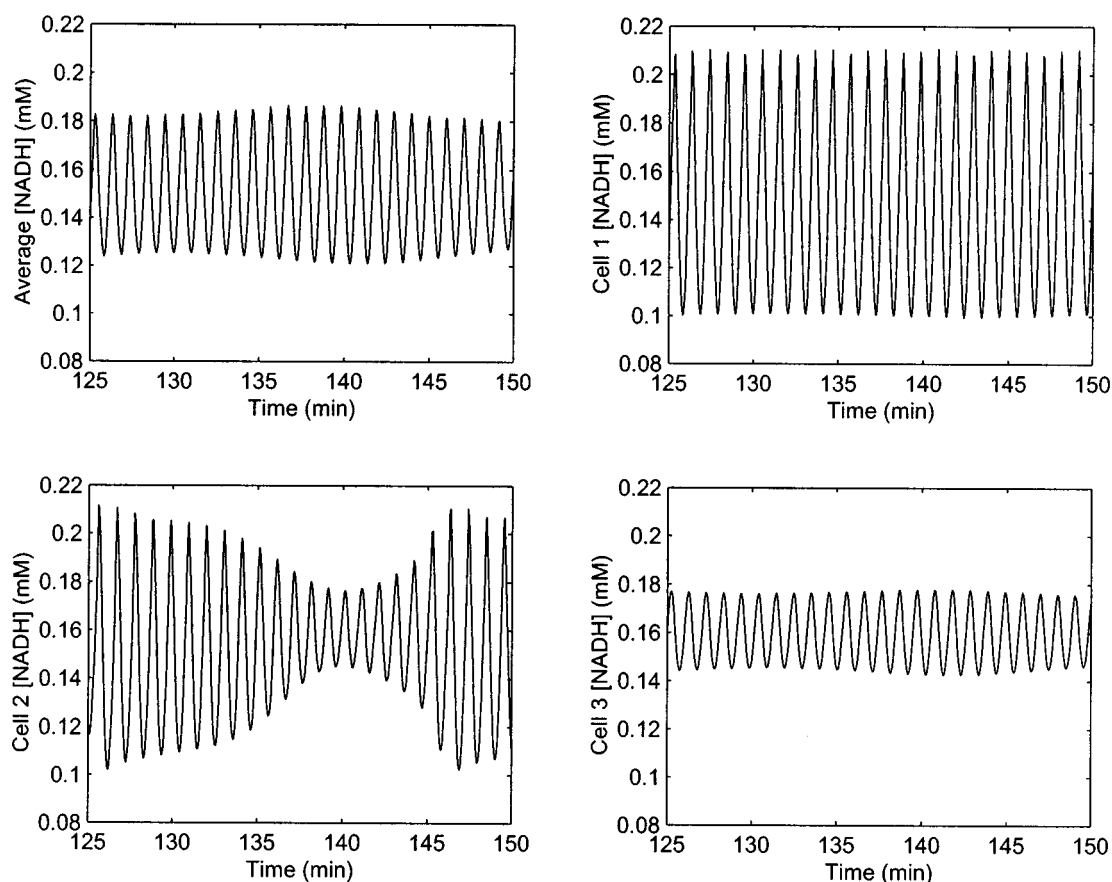 Average [NADH] (mM)
0.22
0.2
0.18
0.16
0.14
0.12
0.1
0.08
125 130 135 140 145 150
Time (min)
Cell 1 [NADH] (mM)
0.22
0.2
0.18
0.16
0.14
0.12
0.1
0.08
125 130 135 140 145 150
Time (min)
Cell 2 [NADH] (mM)
0.22
0.2
0.18
0.16
0.14
0.12
0.1
0.08
125 130 135 140 145 150
Time (min)
Cell 3 [NADH] (mM)
0.22
0.2
0.18
0.16
0.14
0.12
0.1
0.08
125 130 135 140 145 150
Time (min)